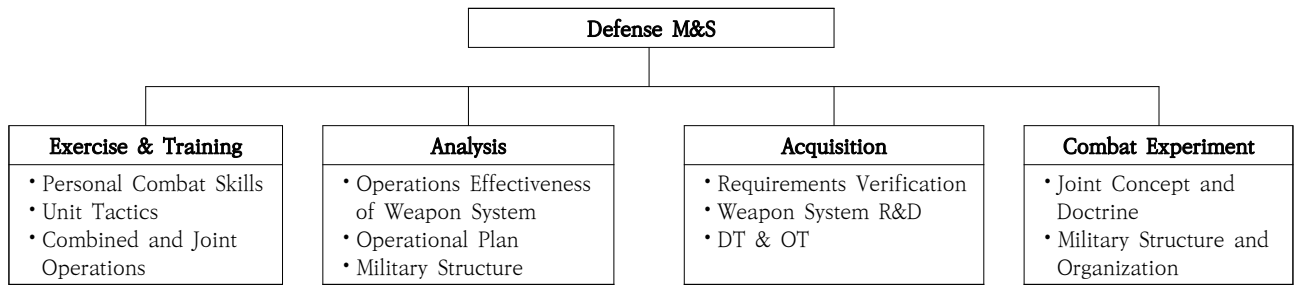 Defense M&S
Exercise & Training
• Personal Combat Skills
• Unit Tactics
• Combined and Joint
Operations
Analysis
• Operations Effectiveness
of Weapon System
• Operational Plan
• Military Structure
Acquisition
• Requirements Verification
• Weapon System R&D
• DT & OT
Combat Experiment
• Joint Concept and
Doctrine
• Military Structure and
Organization